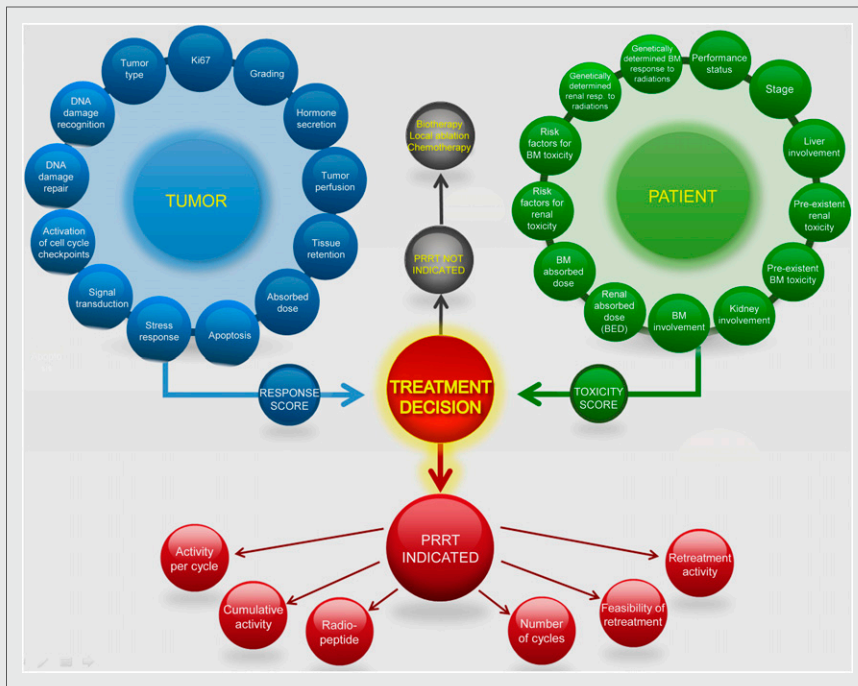 Ki67
Grading
Hormone
secretion
Tumor
perfusion
Tissue
retention
Absorbed
dose
Apoptosis
Stress
response
Signal
transduction
Activation
of cell cycle
checkpoints
DNA
damage
repair
DNA
damage
recognition
Tumor
type
TUMOR
Biotherapy
Local ablation
Chemotherapy
PRRT NOT
INDICATED
Genetically
determined BM
response to
radiations
Performance
status
Stage
Liver
involvement
Pre-existent
renal
toxicity
Pre-existent
BM toxicity
Kidney
involvement
BM
involvement
Renal
absorbed
dose
(BED)
BM
absorbed
dose
Risk
factors for
renal
toxicity
Risk
factors for
BM toxicity
Genetically
determined
renal resp. to
radiations
PATIENT
RESPONSE
SCORE
TREATMENT
DECISION
TOXICITY
SCORE
PRRT
INDICATED
Activity
per cycle
Cumulative
activity
Radio-
peptide
Number
of cycles
Feasibility of
retreatment
Retreatment
activity